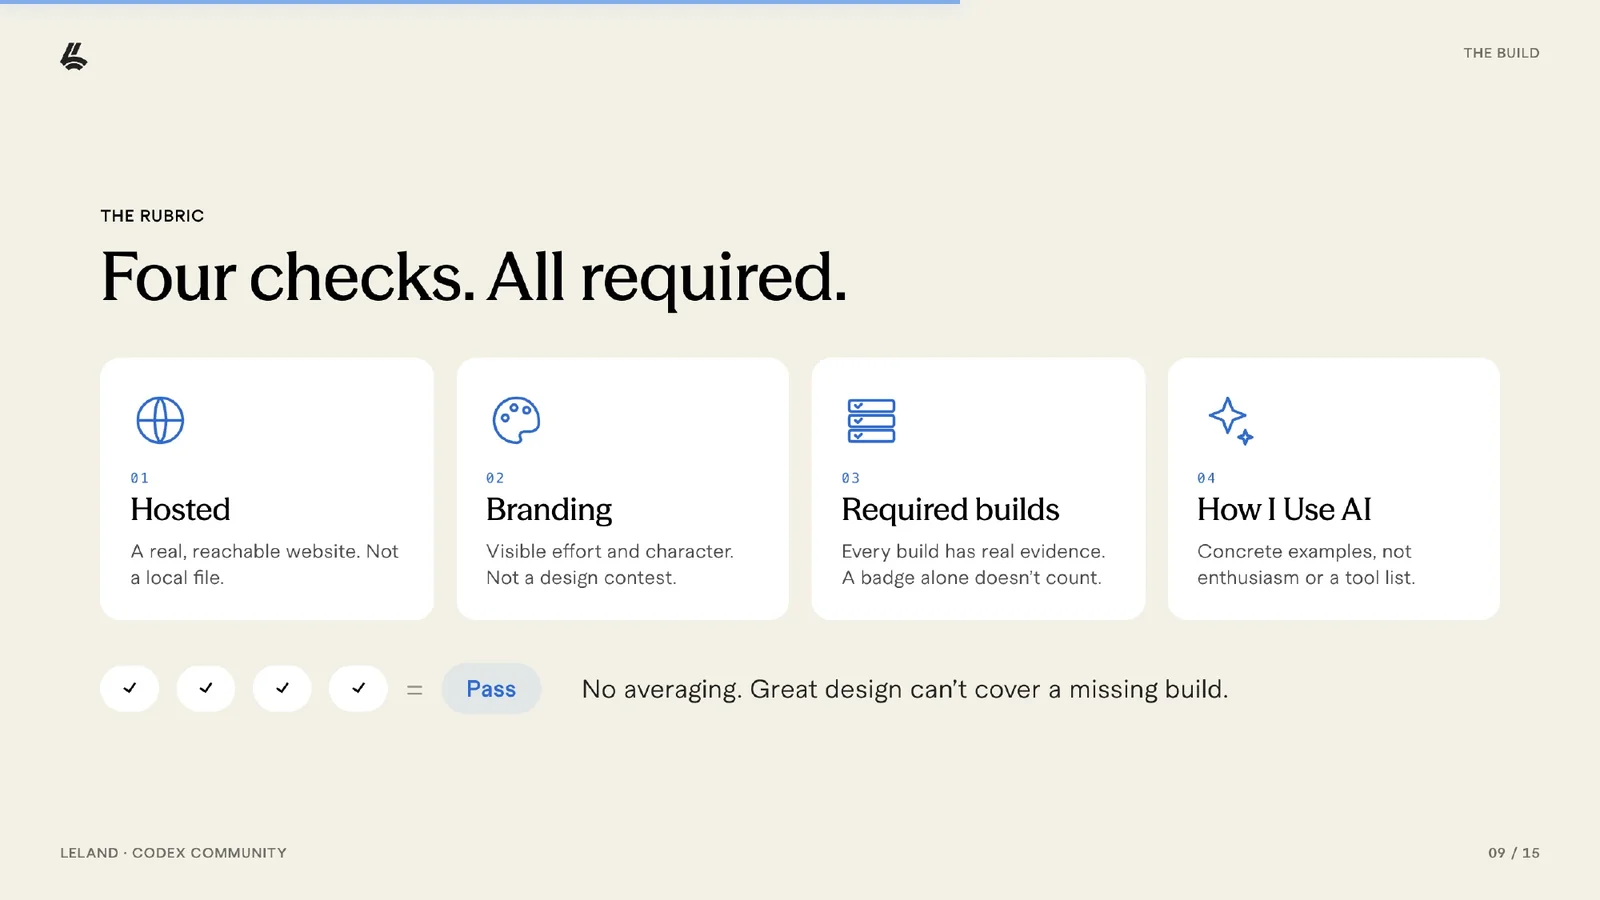 THE BUILD
THE RUBRIC
Four checks. All required.
01
Hosted
A real, reachable website. Not
a local file.
02
Branding
Visible effort and character.
Not a design contest.
03
Required builds
Every build has real evidence.
A badge alone doesn’t count.
04
How I Use AI
Concrete examples, not
enthusiasm or a tool list.
= Pass
No averaging. Great design can’t cover a missing build.
LELAND · CODEX COMMUNITY
09 / 15